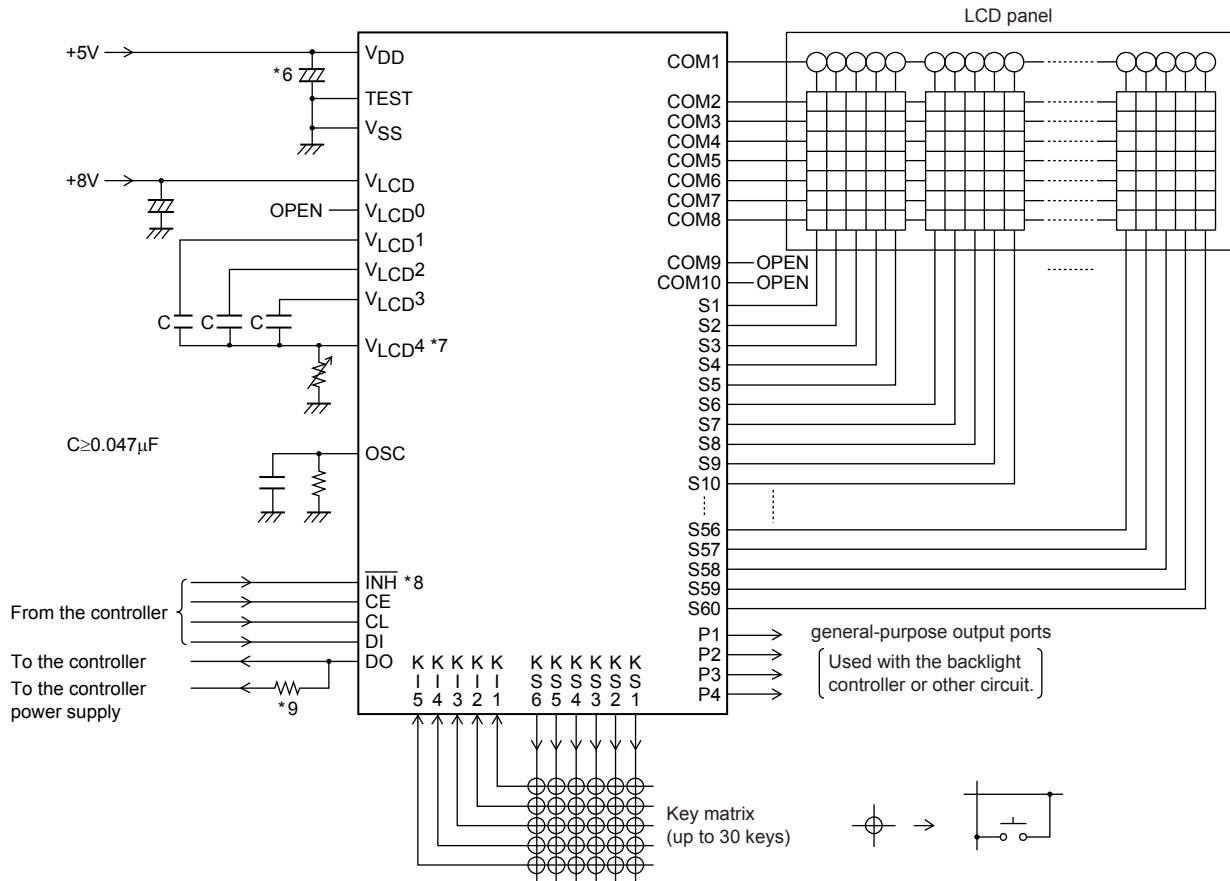 LCD panel
+5V
*6
VDD
TEST
VSS
+8V
VLCD
OPEN
VLCD0
VLCD1
VLCD2
VLCD3
C
C
C
VLCD4 *7
C≥0.047μF
OSC
From the controller
INH *8
CE
CL
DI
To the controller
DO
To the controller
power supply
*9
KI5
KI4
KI3
KI2
KI1
KS6
KS5
KS4
KS3
KS2
KS1
COM1
COM2
COM3
COM4
COM5
COM6
COM7
COM8
COM9
OPEN
COM10
OPEN
S1
S2
S3
S4
S5
S6
S7
S8
S9
S10
S56
S57
S58
S59
S60
P1
P2
P3
P4
general-purpose output ports
Used with the backlight
controller or other circuit.
Key matrix
(up to 30 keys)